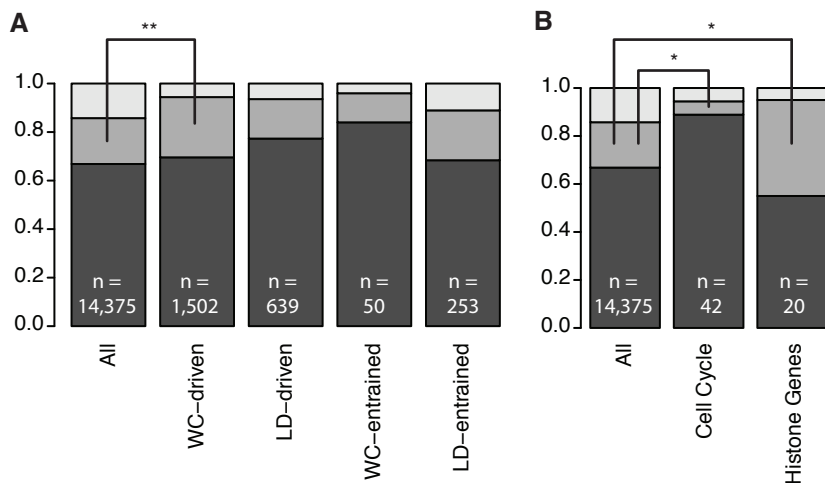 A
**
1.0
0.8
0.6
0.4
0.2
0.0
n =
14,375
n =
1,502
n =
639
n =
50
n =
253
All
WC–driven
LD–driven
WC–entrained
LD–entrained
B
*
*
1.0
0.8
0.6
0.4
0.2
0.0
n =
14,375
n =
42
n =
20
All
Cell Cycle
Histone Genes